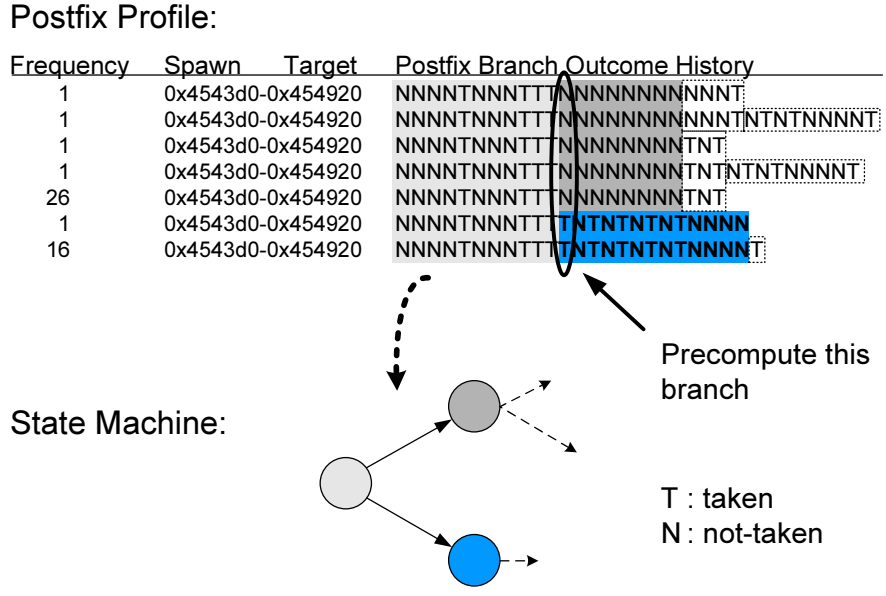 Postfix Profile:
Frequency Spawn Target Postfix Branch Outcome History
1 0x4543d0-0x454920 NNNNTNNNTTTNNNNNNNNNNNT
1 0x4543d0-0x454920 NNNNTNNNTTTNNNNNNNNNNNTNTNTNNNNT
1 0x4543d0-0x454920 NNNNTNNNTTTNNNNNNNNTNT
1 0x4543d0-0x454920 NNNNTNNNTTTNNNNNNNNTNTNTNTNNNNT
26 0x4543d0-0x454920 NNNNTNNNTTTNNNNNNNNTNT
1 0x4543d0-0x454920 NNNNTNNNTTTTNTNTNTNTNNNN
16 0x4543d0-0x454920 NNNNTNNNTTTTNTNTNTNTNNNNT
Precompute this
branch
State Machine:
T : taken
N : not-taken